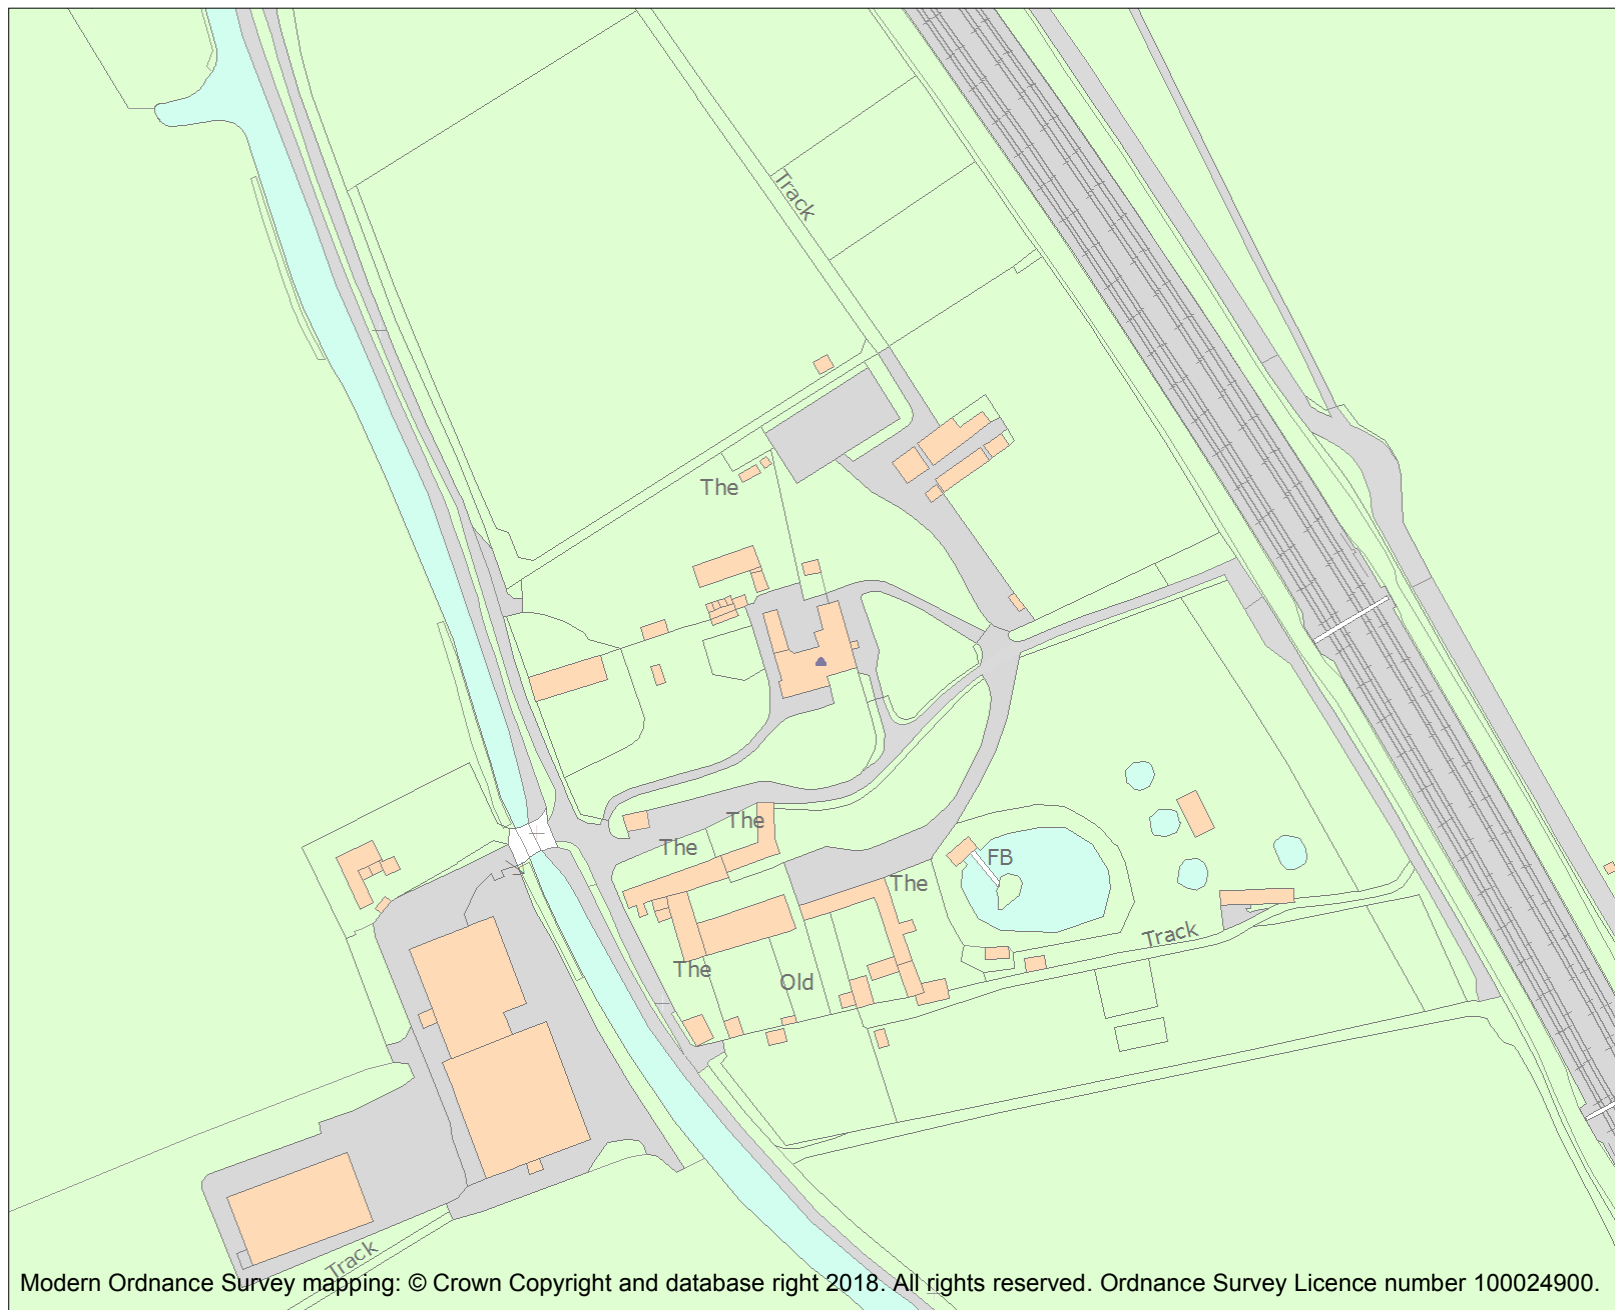 Track
The
The
The
FB
The
Track
The
Old
Track
Modern Ordnance Survey mapping: © Crown Copyright and database right 2018. All rights reserved. Ordnance Survey Licence number 100024900.